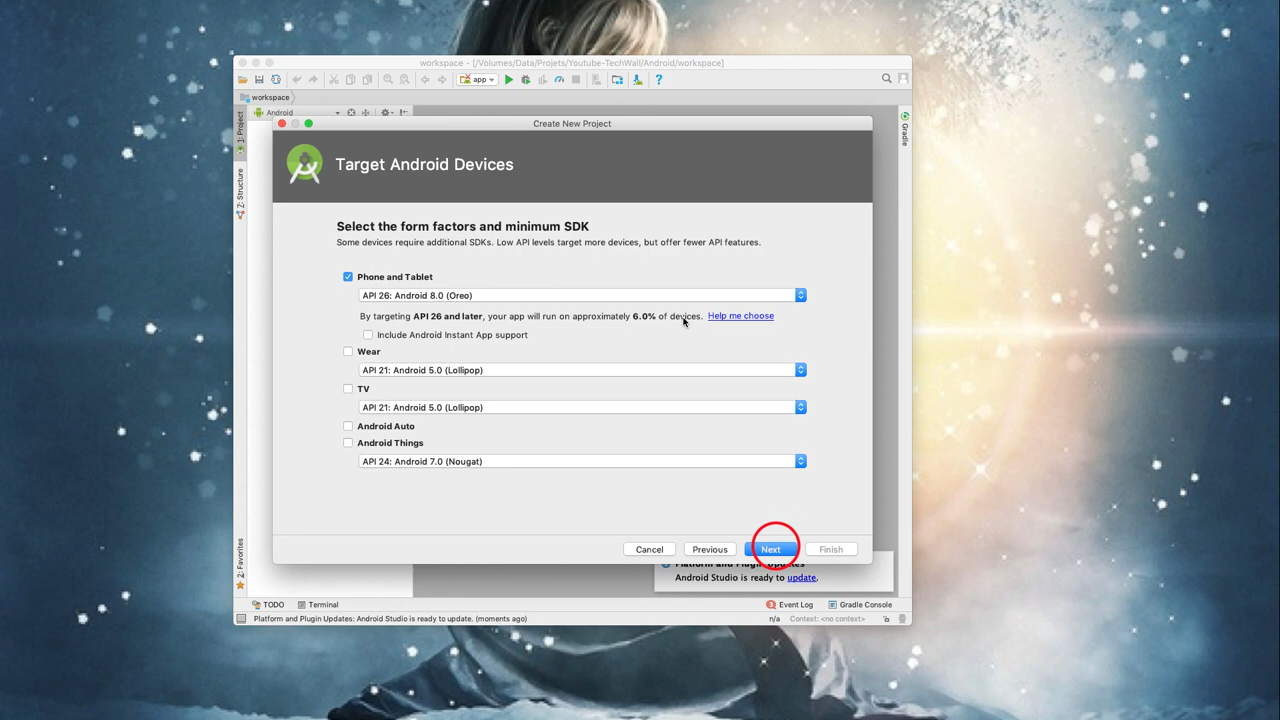 workspace - [/Volumes/Data/Projets/Youtube-TechWall/Android/workspace]
app
workspace
Android
1: Project
7: Structure
2: Favorites
Gradle
Create New Project
Target Android Devices
Select the form factors and minimum SDK
Some devices require additional SDKs. Low API levels target more devices, but offer fewer API features.
Phone and Tablet
API 26: Android 8.0 (Oreo)
By targeting API 26 and later, your app will run on approximately 6.0% of devices. Help me choose
Include Android Instant App support
Wear
API 21: Android 5.0 (Lollipop)
TV
API 21: Android 5.0 (Lollipop)
Android Auto
Android Things
API 24: Android 7.0 (Nougat)
Cancel Previous Next Finish
Platform and Plugin Updates
Android Studio is ready to update.
TODO Terminal Event Log Gradle Console
Platform and Plugin Updates: Android Studio is ready to update. (moments ago) n/a Context: <no context>